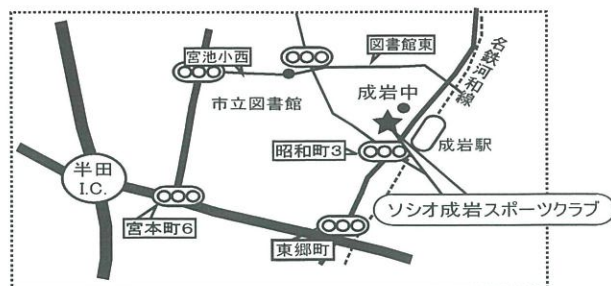 宮池小西
図書館東
名鉄河和線
市立図書館
成岩中
昭和町3
成岩駅
半田
I.C.
ソシオ成岩スポーツクラブ
宮本町6
東郷町